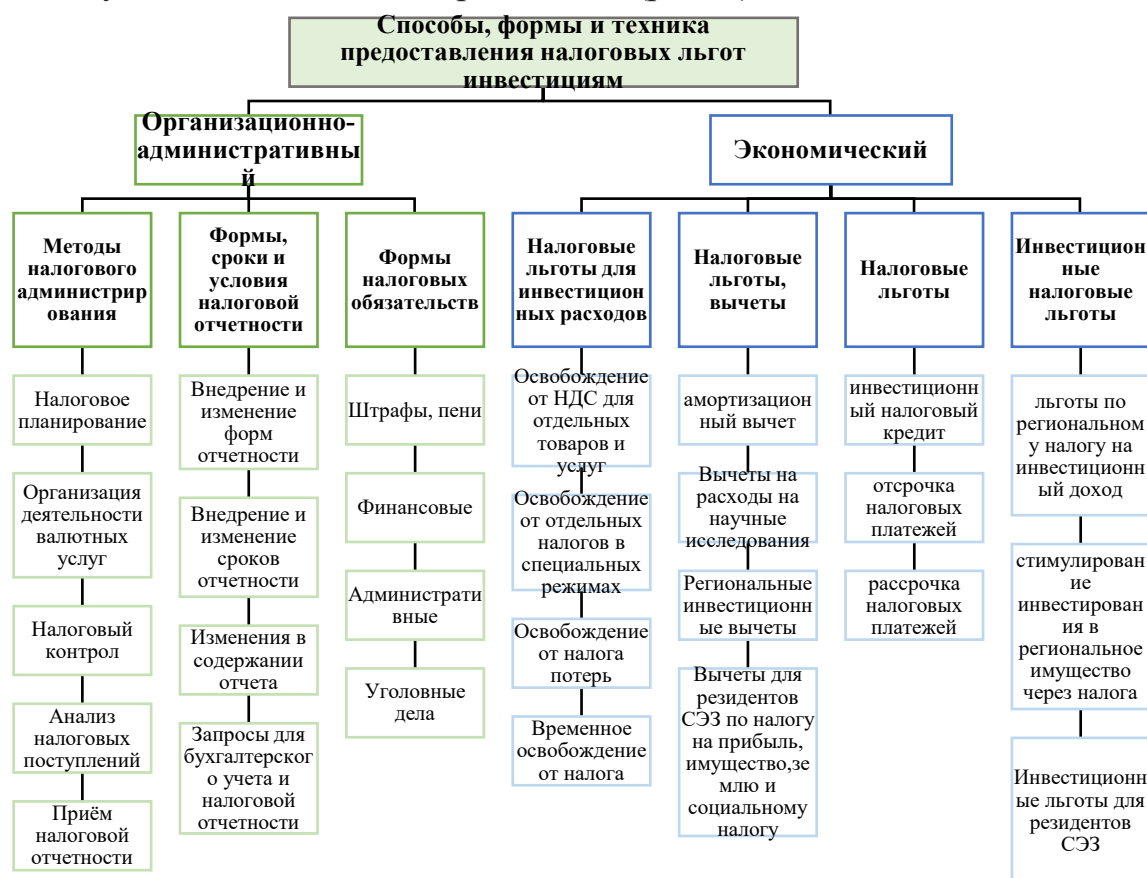 Способы, формы и техника
предоставления налоговых льгот
инвестициям
Организационно-
административны
й
Экономический
Методы
налогового
администрир
ования
Формы,
сроки и
условия
налоговой
отчетности
Формы
налоговых
обязательств
Налоговые
льготы для
инвестицион
ных расходов
Налоговые
льготы,
вычеты
Налоговые
льготы
Инвестицион
ные
налоговые
льготы
Налоговое
планирование
Организация
деятельности
валютных
услуг
Налоговый
контрол
Анализ
налоговых
поступлений
Приём
налоговой
отчетности
Внедрение и
изменение
форм
отчетности
Внедрение и
изменение
сроков
отчетности
Изменения в
содержании
отчета
Запросы для
бухгалтерског
о учета и
налоговой
отчетности
Штрафы, пени
Финансовые
Администрати
вные
Уголовные
дела
Освобождение
от НДС для
отдельных
товаров и
услуг
Освобождение
от отдельных
налогов в
специальных
режимах
Освобождение
от налога
потерь
Временное
освобождение
от налога
амортизацион
ный вычет
Вычеты на
расходы на
научные
исследования
Региональные
инвестиционн
ые вычеты
Вычеты для
резидентов
СЭЗ по налогу
на прибыль,
имущество,зе
млю и
социальному
налогу
инвестиционн
ый налоговый
кредит
отсрочка
налоговых
платежей
рассрочка
налоговых
платежей
льготы по
региональном
у налогу на
инвестиционн
ый доход
стимулирован
ие
инвестирован
ия в
региональное
имущество
через налога
Инвестиционн
ые льготы для
резидентов
СЭЗ